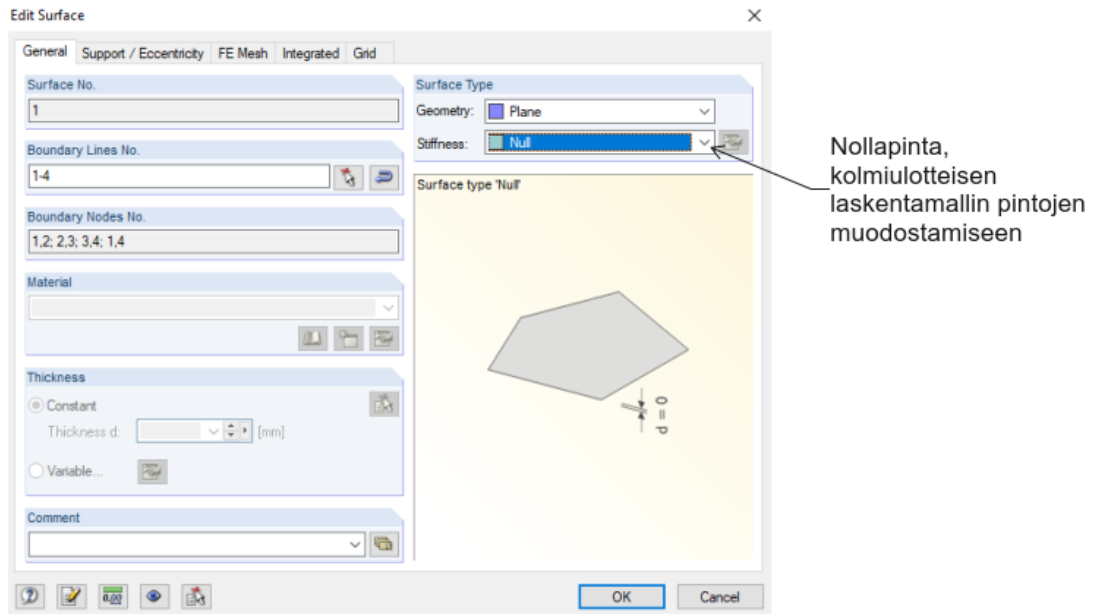 Edit Surface
General Support / Eccentricity FE Mesh Integrated Grid
Surface No.
1
Boundary Lines No.
1-4
Boundary Nodes No.
1,2; 2,3; 3,4; 1,4
Material
Thickness
Constant
Thickness d: [mm]
Variable...
Comment
Surface Type
Geometry: Plane
Stiffness: Null
Surface type 'Null'
d = 0
0.00
OK Cancel
Nollapinta,
kolmiulotteisen
laskentamallin pintojen
muodostamiseen